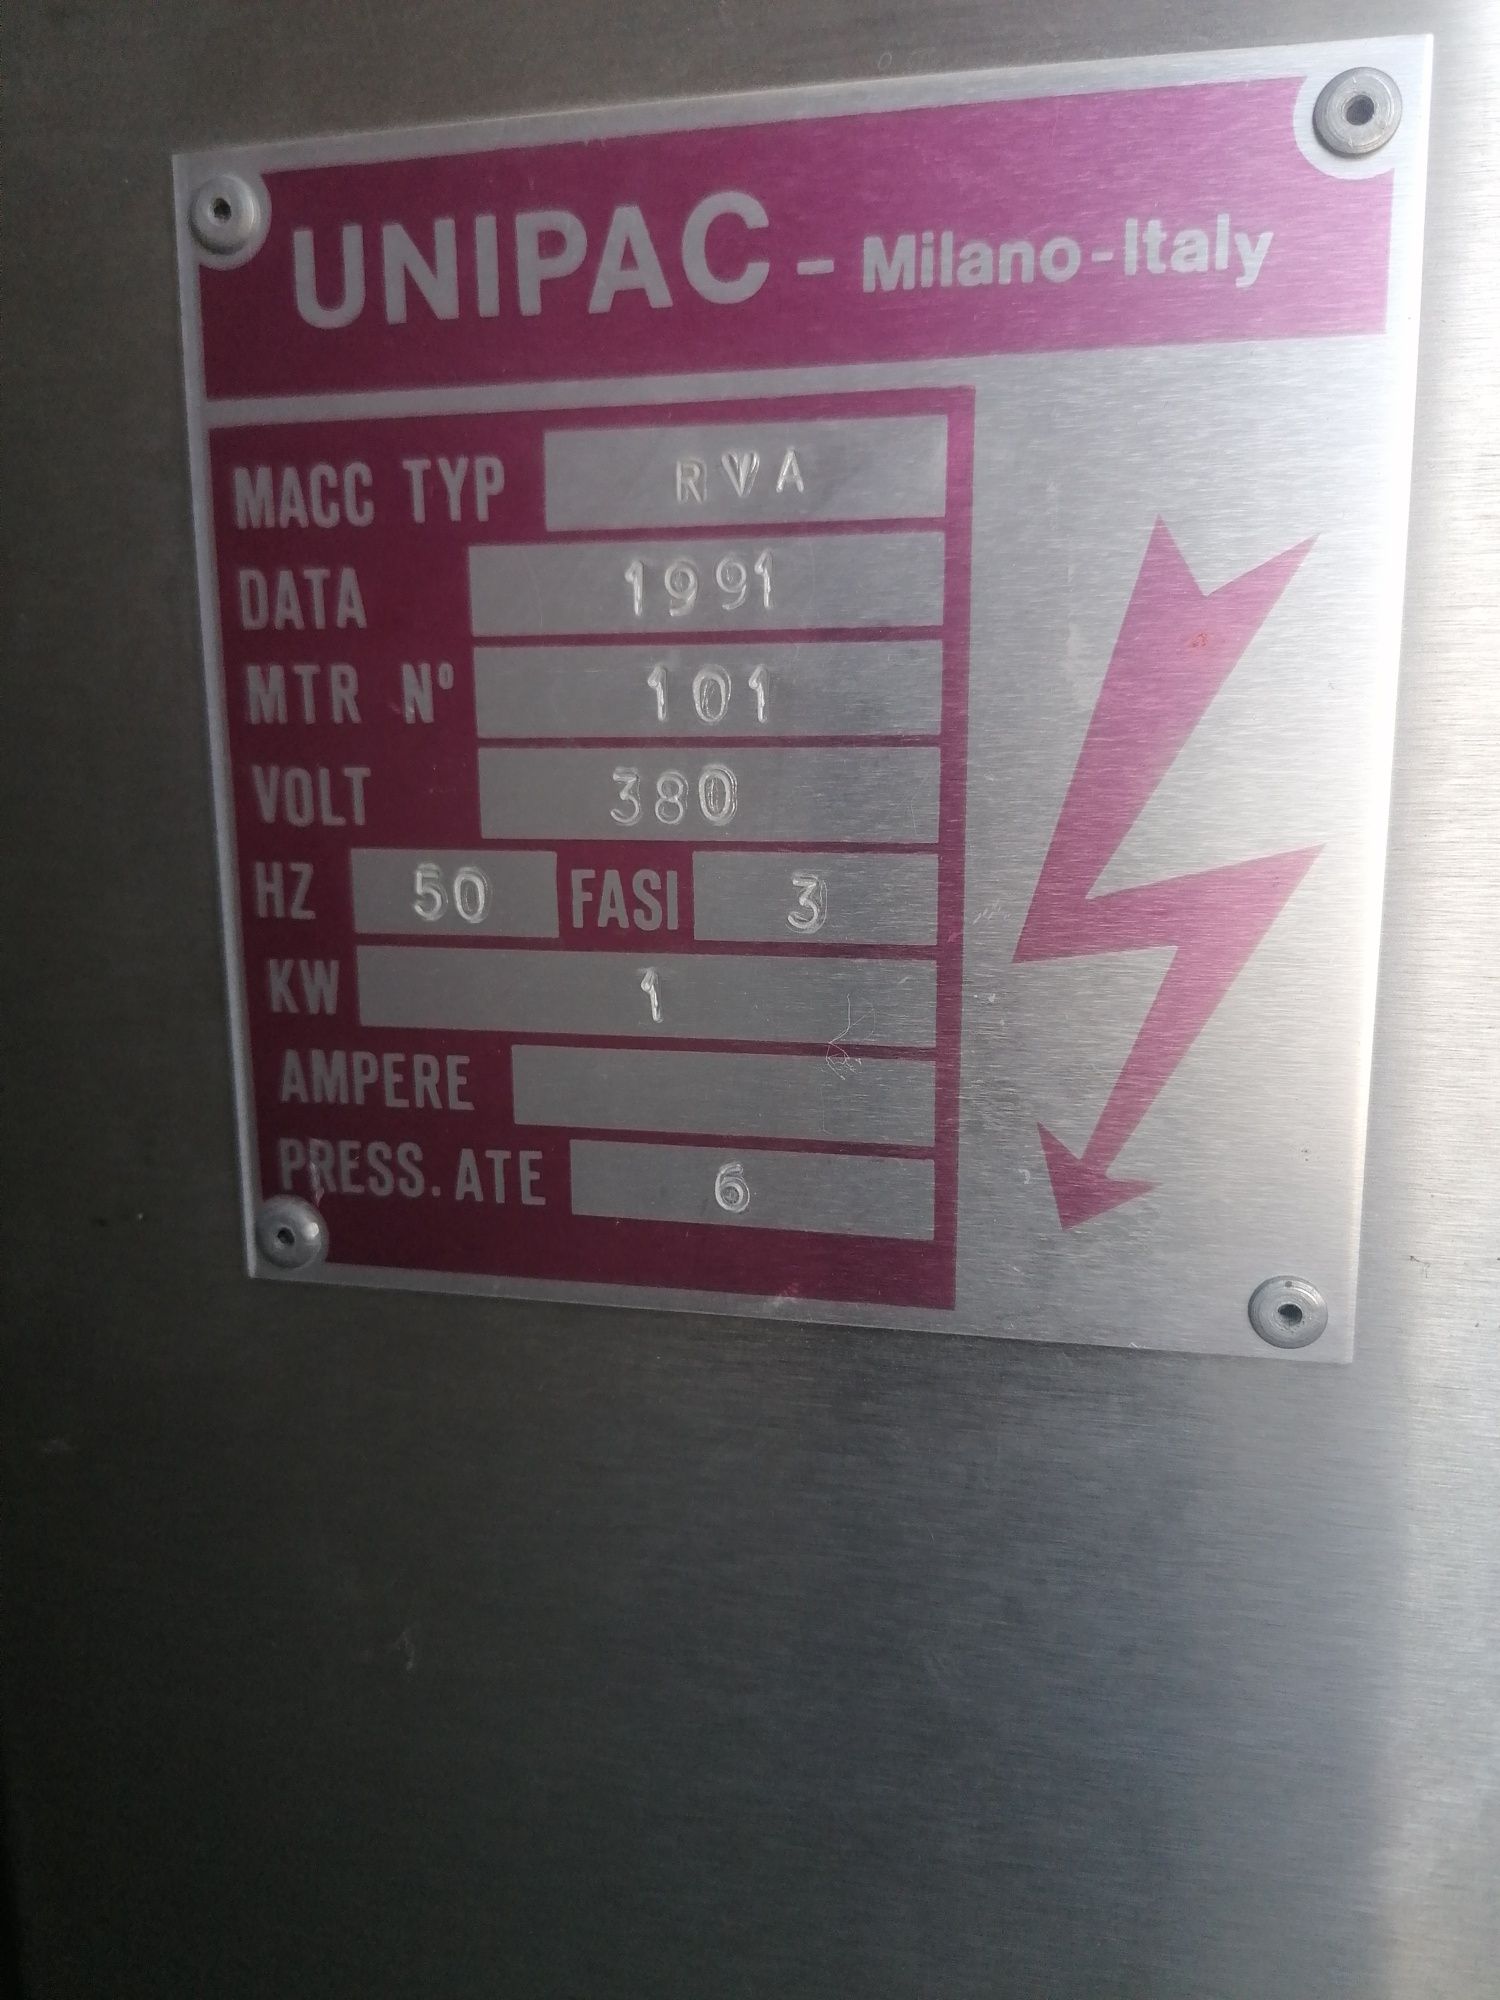 UNIPAC - Milano-Italy
MACC TYP RVA
DATA 1991
MTR Nº 101
VOLT 380
HZ 50 FASI 3
KW 1
AMPERE
PRESS. ATE 6